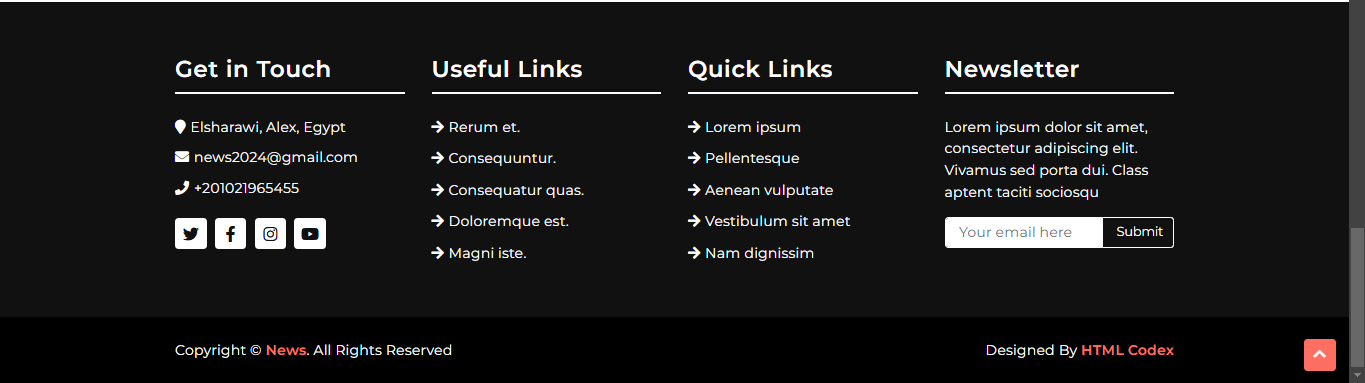 Get in Touch
Elsharawi, Alex, Egypt
news2024@gmail.com
+201021965455
Useful Links
Rerum et.
Consequuntur.
Consequatur quas.
Doloremque est.
Magni iste.
Quick Links
Lorem ipsum
Pellentesque
Aenean vulputate
Vestibulum sit amet
Nam dignissim
Newsletter
Lorem ipsum dolor sit amet,
consectetur adipiscing elit.
Vivamus sed porta dui. Class
aptent taciti sociosqu
Your email here Submit
Copyright © News. All Rights Reserved
Designed By HTML Codex